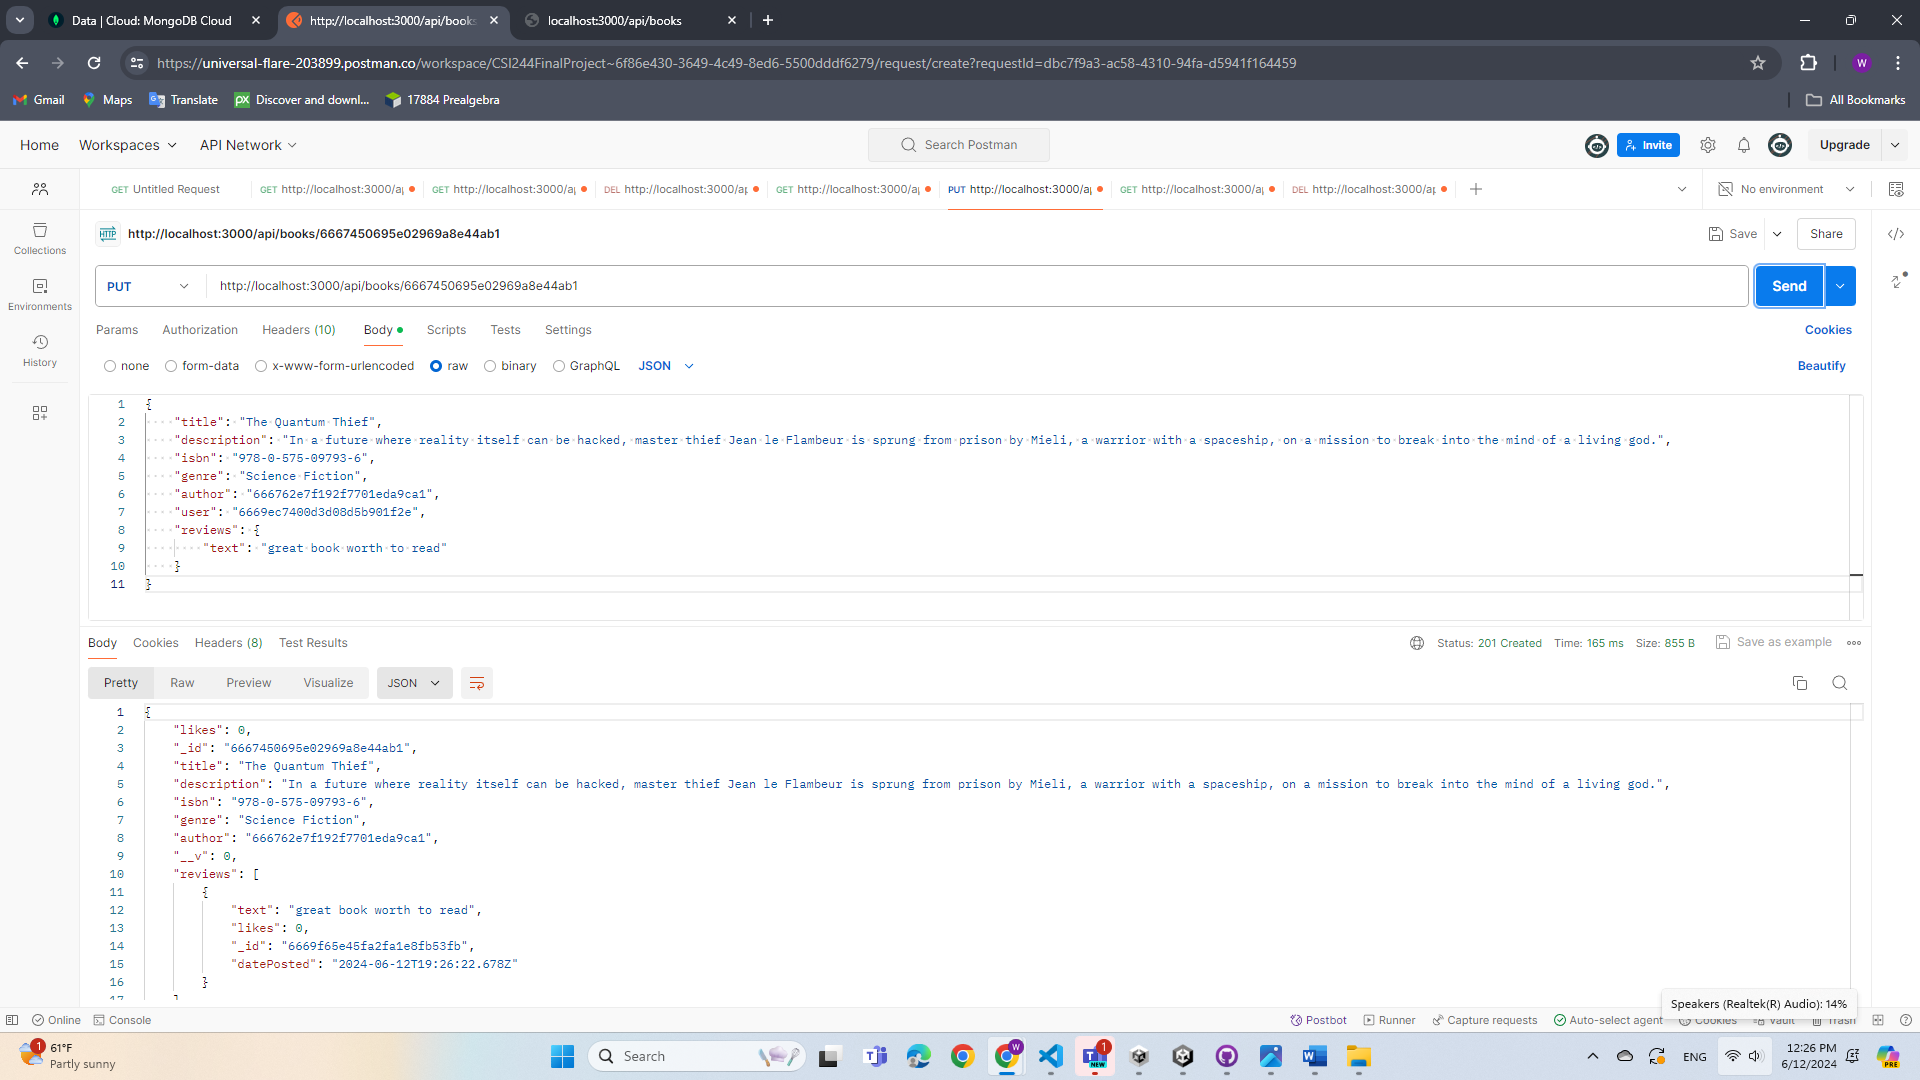 Data | Cloud: MongoDB Cloud
http://localhost:3000/api/books
localhost:3000/api/books
https://universal-flare-203899.postman.co/workspace/CSI244FinalProject~6f86e430-3649-4c49-8ed6-5500dddf6279/request/create?requestId=dbc7f9a3-ac58-4310-94fa-d5941f164459
W
Gmail Maps Translate Discover and downl... 17884 Prealgebra All Bookmarks
Home Workspaces API Network Search Postman Invite Upgrade
GET Untitled Request GET http://localhost:3000/a GET http://localhost:3000/a DEL http://localhost:3000/a GET http://localhost:3000/a PUT http://localhost:3000/a GET http://localhost:3000/a DEL http://localhost:3000/a No environment
HTTP http://localhost:3000/api/books/6667450695e02969a8e44ab1 Save Share
Collections
Environments
History
PUT http://localhost:3000/api/books/6667450695e02969a8e44ab1 Send
Params Authorization Headers (10) Body Scripts Tests Settings Cookies
none form-data x-www-form-urlencoded raw binary GraphQL JSON Beautify
1 {
2 "title": "The Quantum Thief",
3 "description": "In a future where reality itself can be hacked, master thief Jean le Flambeur is sprung from prison by Mieli, a warrior with a spaceship, on a mission to break into the mind of a living god.",
4 "isbn": "978-0-575-09793-6",
5 "genre": "Science Fiction",
6 "author": "666762e7f192f7701eda9ca1",
7 "user": "6669ec7400d3d08d5b901f2e",
8 "reviews": {
9 "text": "great book worth to read"
10 }
11 }
Body Cookies Headers (8) Test Results Status: 201 Created Time: 165 ms Size: 855 B Save as example
Pretty Raw Preview Visualize JSON
1 {
2 "likes": 0,
3 "_id": "6667450695e02969a8e44ab1",
4 "title": "The Quantum Thief",
5 "description": "In a future where reality itself can be hacked, master thief Jean le Flambeur is sprung from prison by Mieli, a warrior with a spaceship, on a mission to break into the mind of a living god.",
6 "isbn": "978-0-575-09793-6",
7 "genre": "Science Fiction",
8 "author": "666762e7f192f7701eda9ca1",
9 "__v": 0,
10 "reviews": [
11 {
12 "text": "great book worth to read",
13 "likes": 0,
14 "_id": "6669f65e45fa2fa1e8fb53fb",
15 "datePosted": "2024-06-12T19:26:22.678Z"
16 }
17 ]
Speakers (Realtek(R) Audio): 14%
Online Console Postbot Runner Capture requests Auto-select agent Cookies Vault Trash
1 61°F
Partly sunny
Search
W
1
NEW
ENG
12:26 PM
6/12/2024
PRE